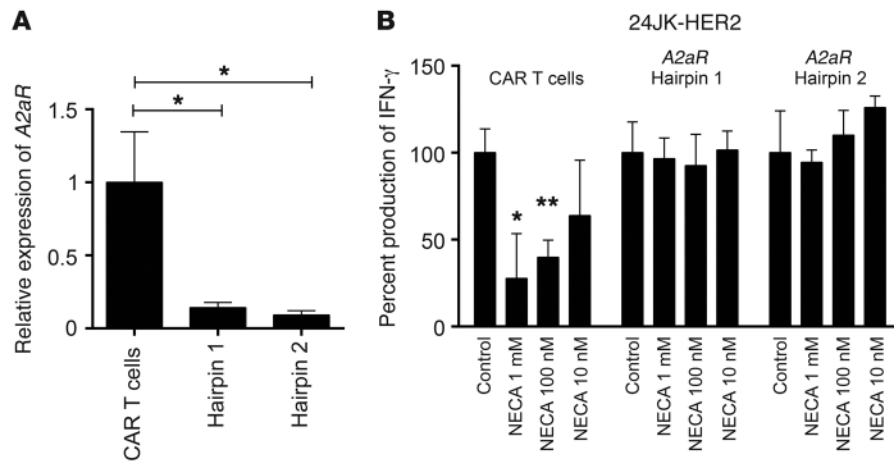 A
Relative expression of A2aR
1.5
1
0.5
0
*
*
CAR T cells
Hairpin 1
Hairpin 2
B
24JK-HER2
Percent production of IFN-γ
150
100
50
0
CAR T cells
A2aR
Hairpin 1
A2aR
Hairpin 2
*
**
Control
NECA 1 mM
NECA 100 nM
NECA 10 nM
Control
NECA 1 mM
NECA 100 nM
NECA 10 nM
Control
NECA 1 mM
NECA 100 nM
NECA 10 nM